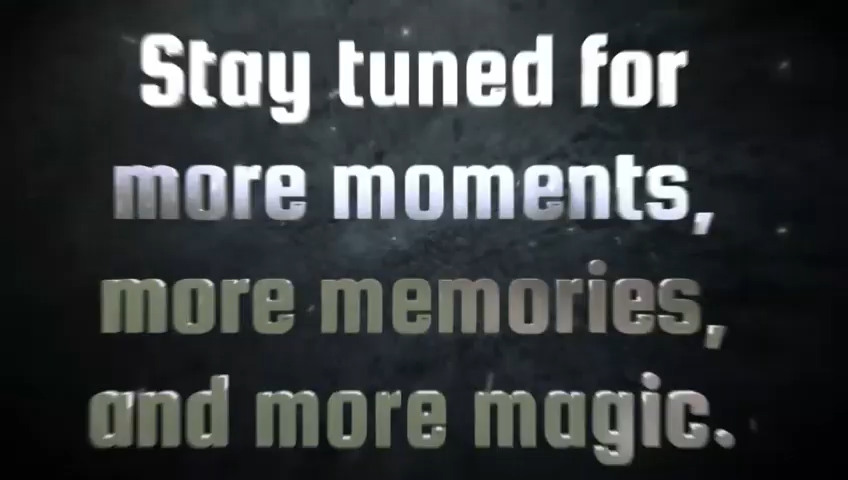 Stay tuned for
more moments,
more memories,
and more magic.